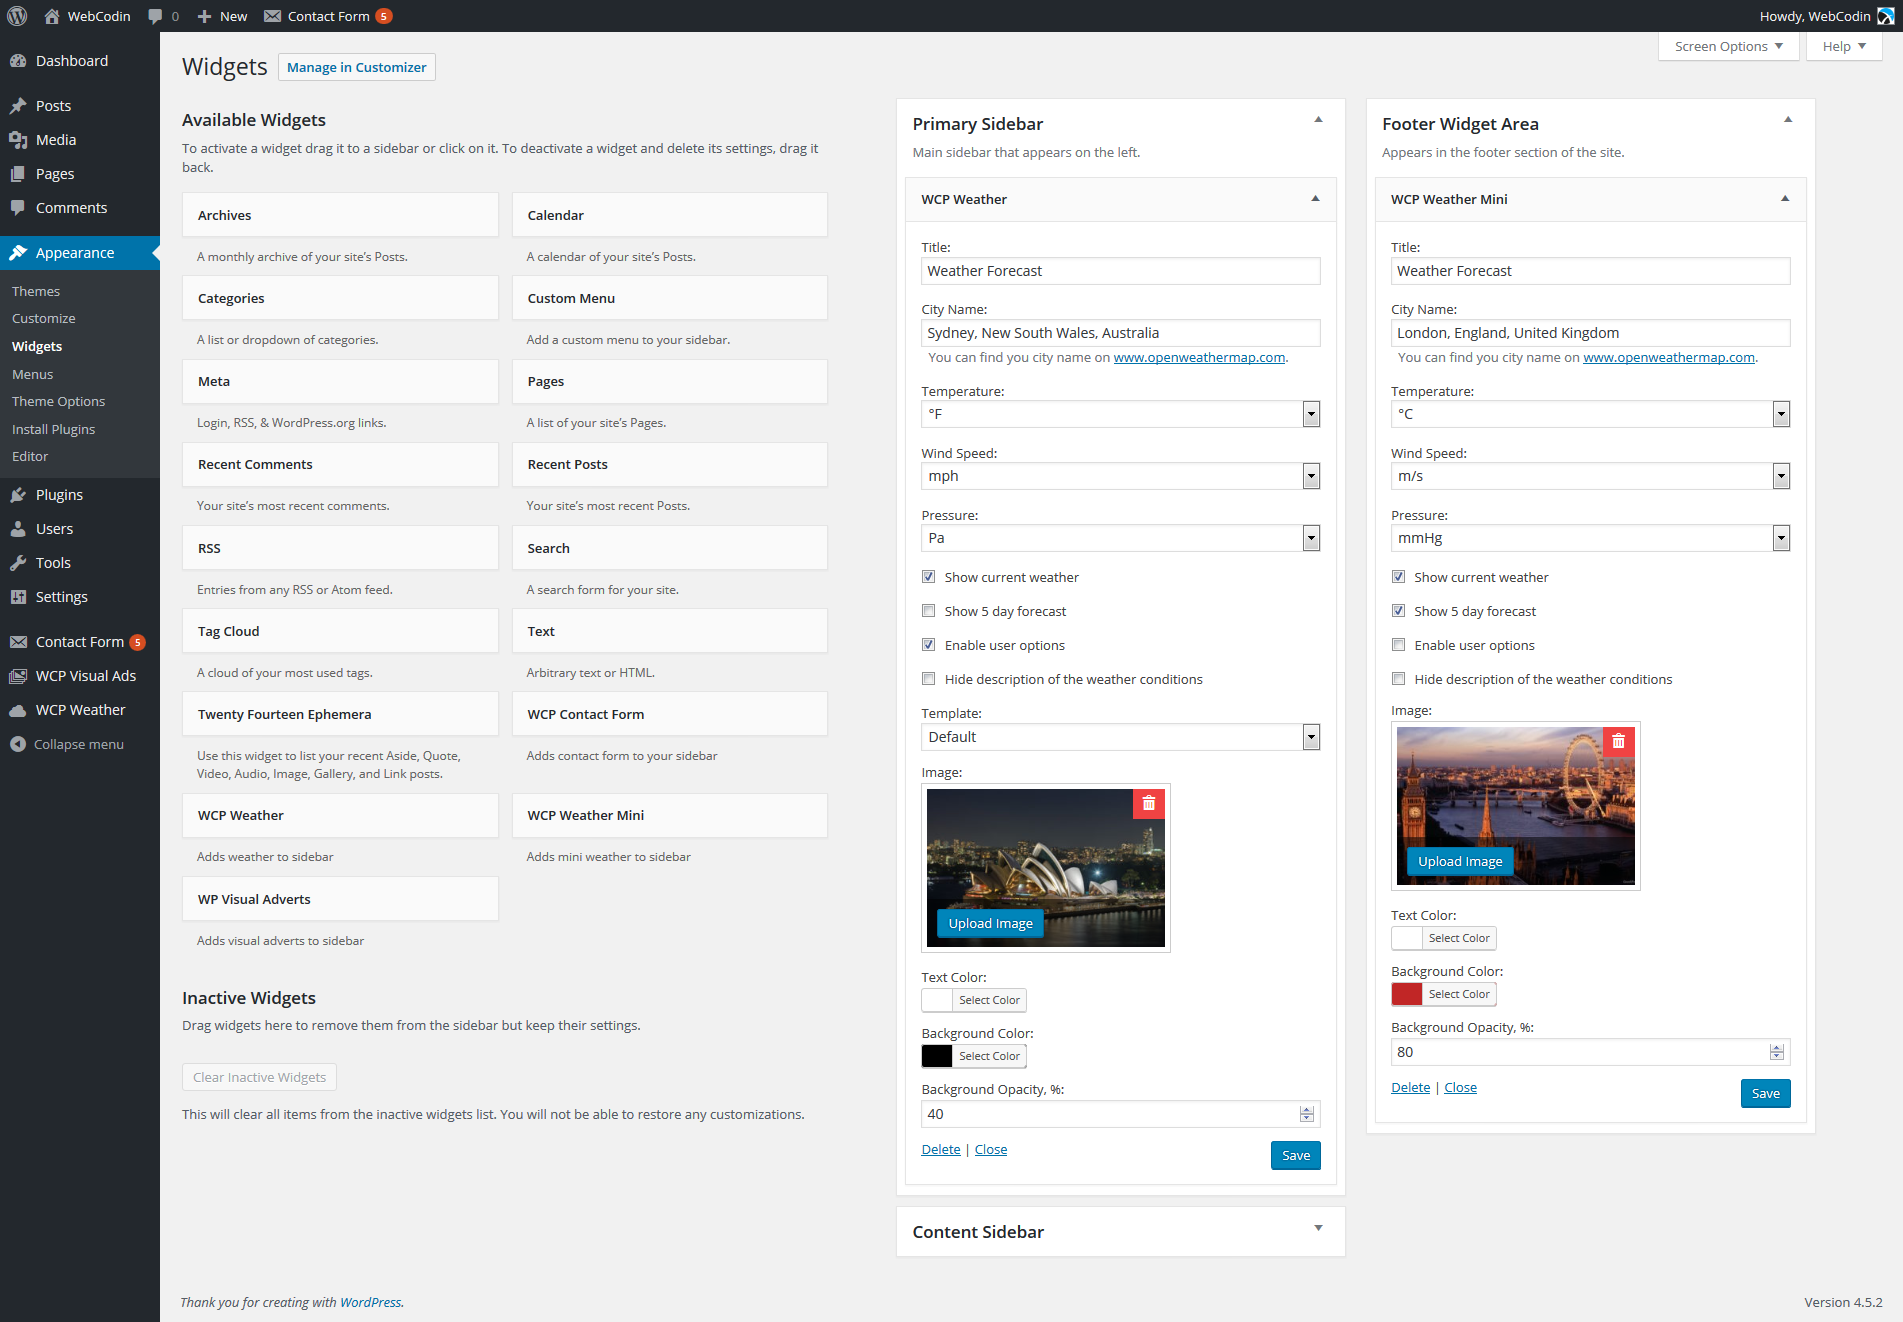 WebCodin
0
New
Contact Form 5
Howdy, WebCodin
Screen Options
Help
Dashboard
Posts
Media
Pages
Comments
Appearance
Themes
Customize
Widgets
Menus
Theme Options
Install Plugins
Editor
Plugins
Users
Tools
Settings
Contact Form 5
WCP Visual Ads
WCP Weather
Collapse menu
Widgets
Manage in Customizer
Available Widgets
To activate a widget drag it to a sidebar or click on it. To deactivate a widget and delete its settings, drag it
back.
Archives
A monthly archive of your site's Posts.
Calendar
A calendar of your site's Posts.
Categories
A list or dropdown of categories.
Custom Menu
Add a custom menu to your sidebar.
Meta
Login, RSS, & WordPress.org links.
Pages
A list of your site's Pages.
Recent Comments
Your site's most recent comments.
Recent Posts
Your site's most recent Posts.
RSS
Entries from any RSS or Atom feed.
Search
A search form for your site.
Tag Cloud
A cloud of your most used tags.
Text
Arbitrary text or HTML.
Twenty Fourteen Ephemera
Use this widget to list your recent Aside, Quote,
Video, Audio, Image, Gallery, and Link posts.
WCP Contact Form
Adds contact form to your sidebar
WCP Weather
Adds weather to sidebar
WCP Weather Mini
Adds mini weather to sidebar
WP Visual Adverts
Adds visual adverts to sidebar
Inactive Widgets
Drag widgets here to remove them from the sidebar but keep their settings.
Clear Inactive Widgets
This will clear all items from the inactive widgets list. You will not be able to restore any customizations.
Primary Sidebar
Main sidebar that appears on the left.
WCP Weather
Title:
Weather Forecast
City Name:
Sydney, New South Wales, Australia
You can find you city name on www.openweathermap.com.
Temperature:
°F
Wind Speed:
mph
Pressure:
Pa
Show current weather
Show 5 day forecast
Enable user options
Hide description of the weather conditions
Template:
Default
Image:
Upload Image
Text Color:
Select Color
Background Color:
Select Color
Background Opacity, %:
40
Delete | Close
Save
Content Sidebar
Footer Widget Area
Appears in the footer section of the site.
WCP Weather Mini
Title:
Weather Forecast
City Name:
London, England, United Kingdom
You can find you city name on www.openweathermap.com.
Temperature:
°C
Wind Speed:
m/s
Pressure:
mmHg
Show current weather
Show 5 day forecast
Enable user options
Hide description of the weather conditions
Image:
Upload Image
Text Color:
Select Color
Background Color:
Select Color
Background Opacity, %:
80
Delete | Close
Save
Thank you for creating with WordPress.
Version 4.5.2